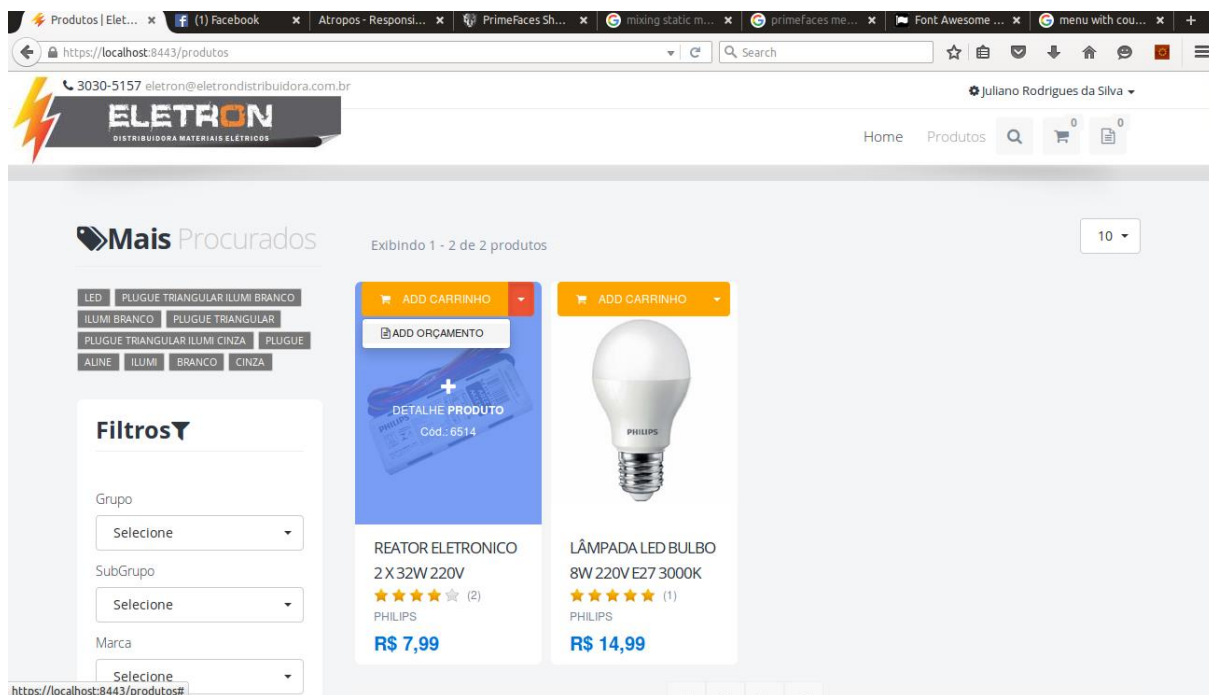 Produtos | Elet...
(1) Facebook
Atropos - Responsi...
PrimeFaces Sh...
mixing static m...
primefaces me...
Font Awesome ...
menu with cou...
https://localhost:8443/produtos
Search
3030-5157 eletron@eletrondistribuidora.com.br
Juliano Rodrigues da Silva
ELETRON
DISTRIBUIDORA MATERIAIS ELÉTRICOS
Home Produtos 0 0
Mais Procurados
Exibindo 1 - 2 de 2 produtos
10
LED PLUGUE TRIANGULAR ILUMI BRANCO
ILUMI BRANCO PLUGUE TRIANGULAR
PLUGUE TRIANGULAR ILUMI CINZA PLUGUE
ALINE ILUMI BRANCO CINZA
ADD CARRINHO
ADD ORÇAMENTO
DETALHE PRODUTO
Cód.: 6514
PHILIPS
ADD CARRINHO
PHILIPS
Filtros
Grupo
Selecione
SubGrupo
Selecione
Marca
Selecione
REATOR ELETRONICO
2 X 32W 220V
(2)
PHILIPS
R$ 7,99
LÂMPADA LED BULBO
8W 220V E27 3000K
(1)
PHILIPS
R$ 14,99
https://localhost:8443/produtos#